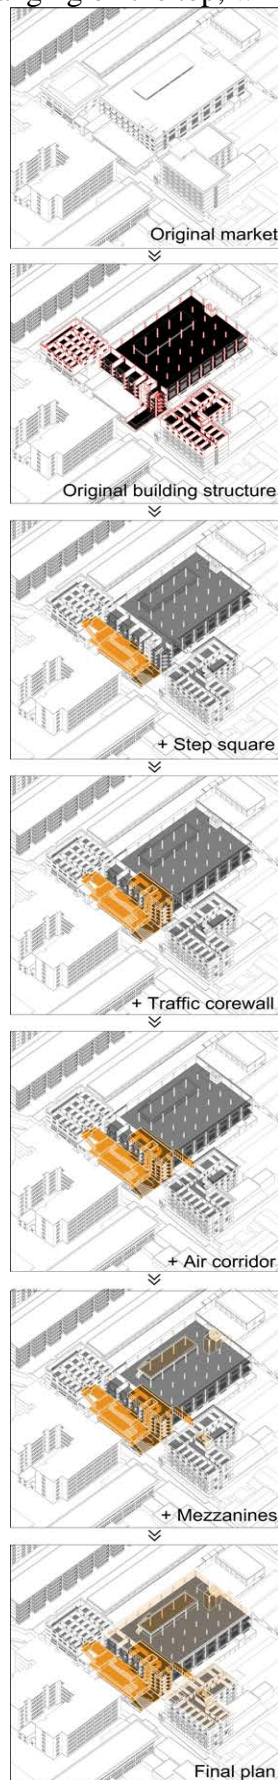 Original market
Original building structure
+ Step square
+ Traffic corewall
+ Air corridor
+ Mezzanines
Final plan